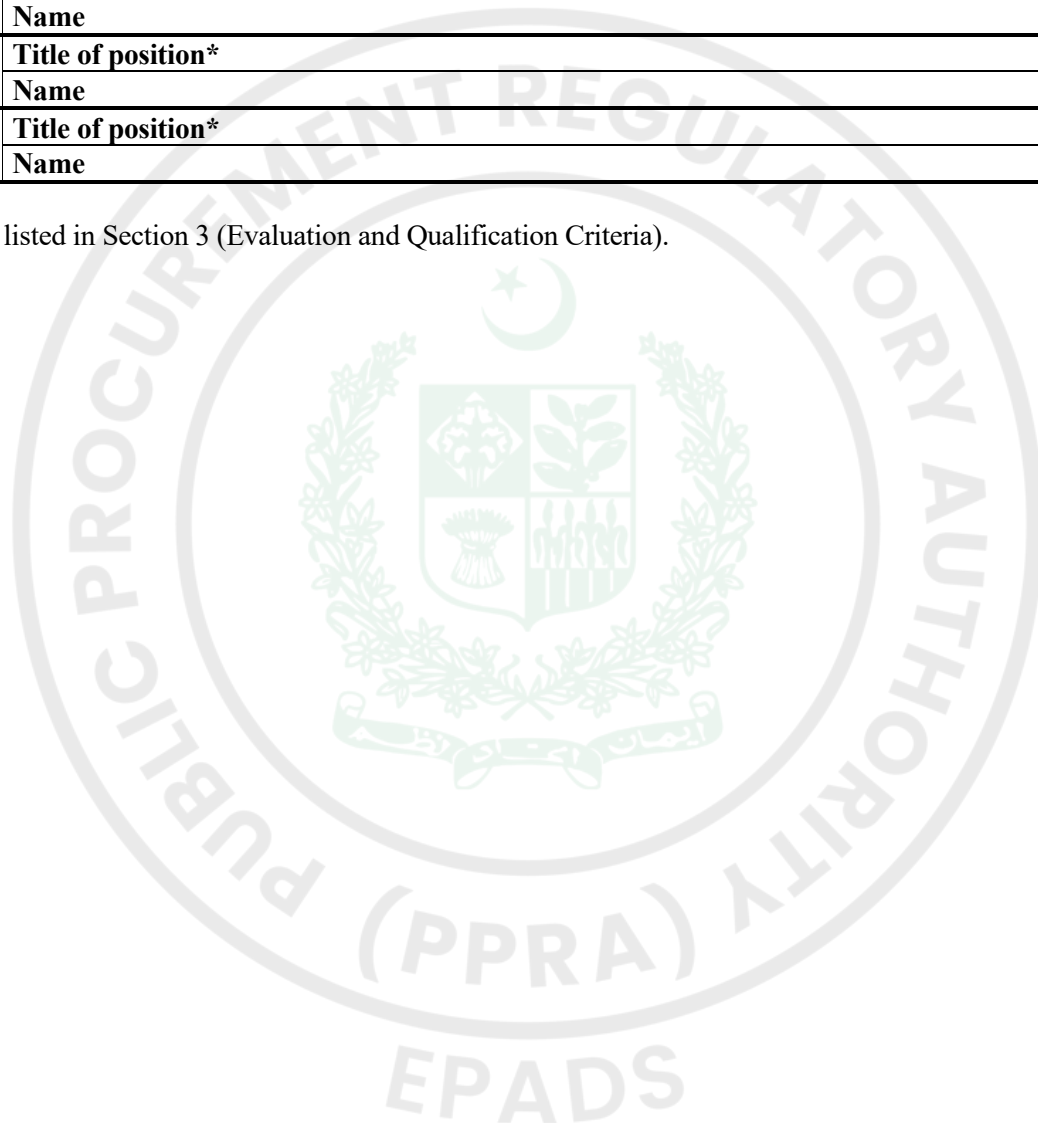 Name
Title of position*
Name
Title of position*
Name
listed in Section 3 (Evaluation and Qualification Criteria).
PUBLIC PROCUREMENT REGULATORY AUTHORITY
(PPRA)
EPADS